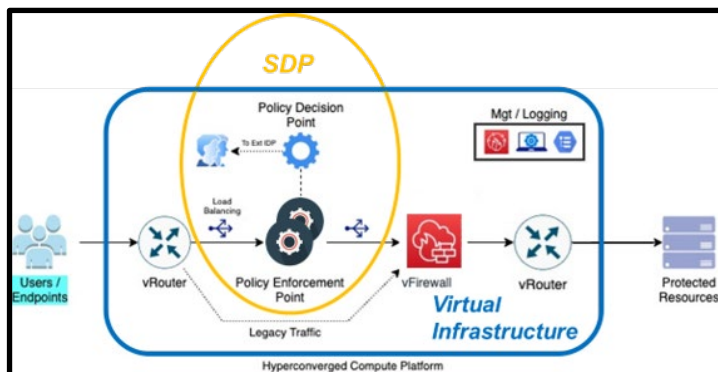 SDP
Policy Decision
Point
Mgt / Logging
To Ext IDP
Load
Balancing
Users /
Endpoints
vRouter
Policy Enforcement
Point
vFirewall
vRouter
Protected
Resources
Legacy Traffic
Virtual
Infrastructure
Hyperconverged Compute Platform